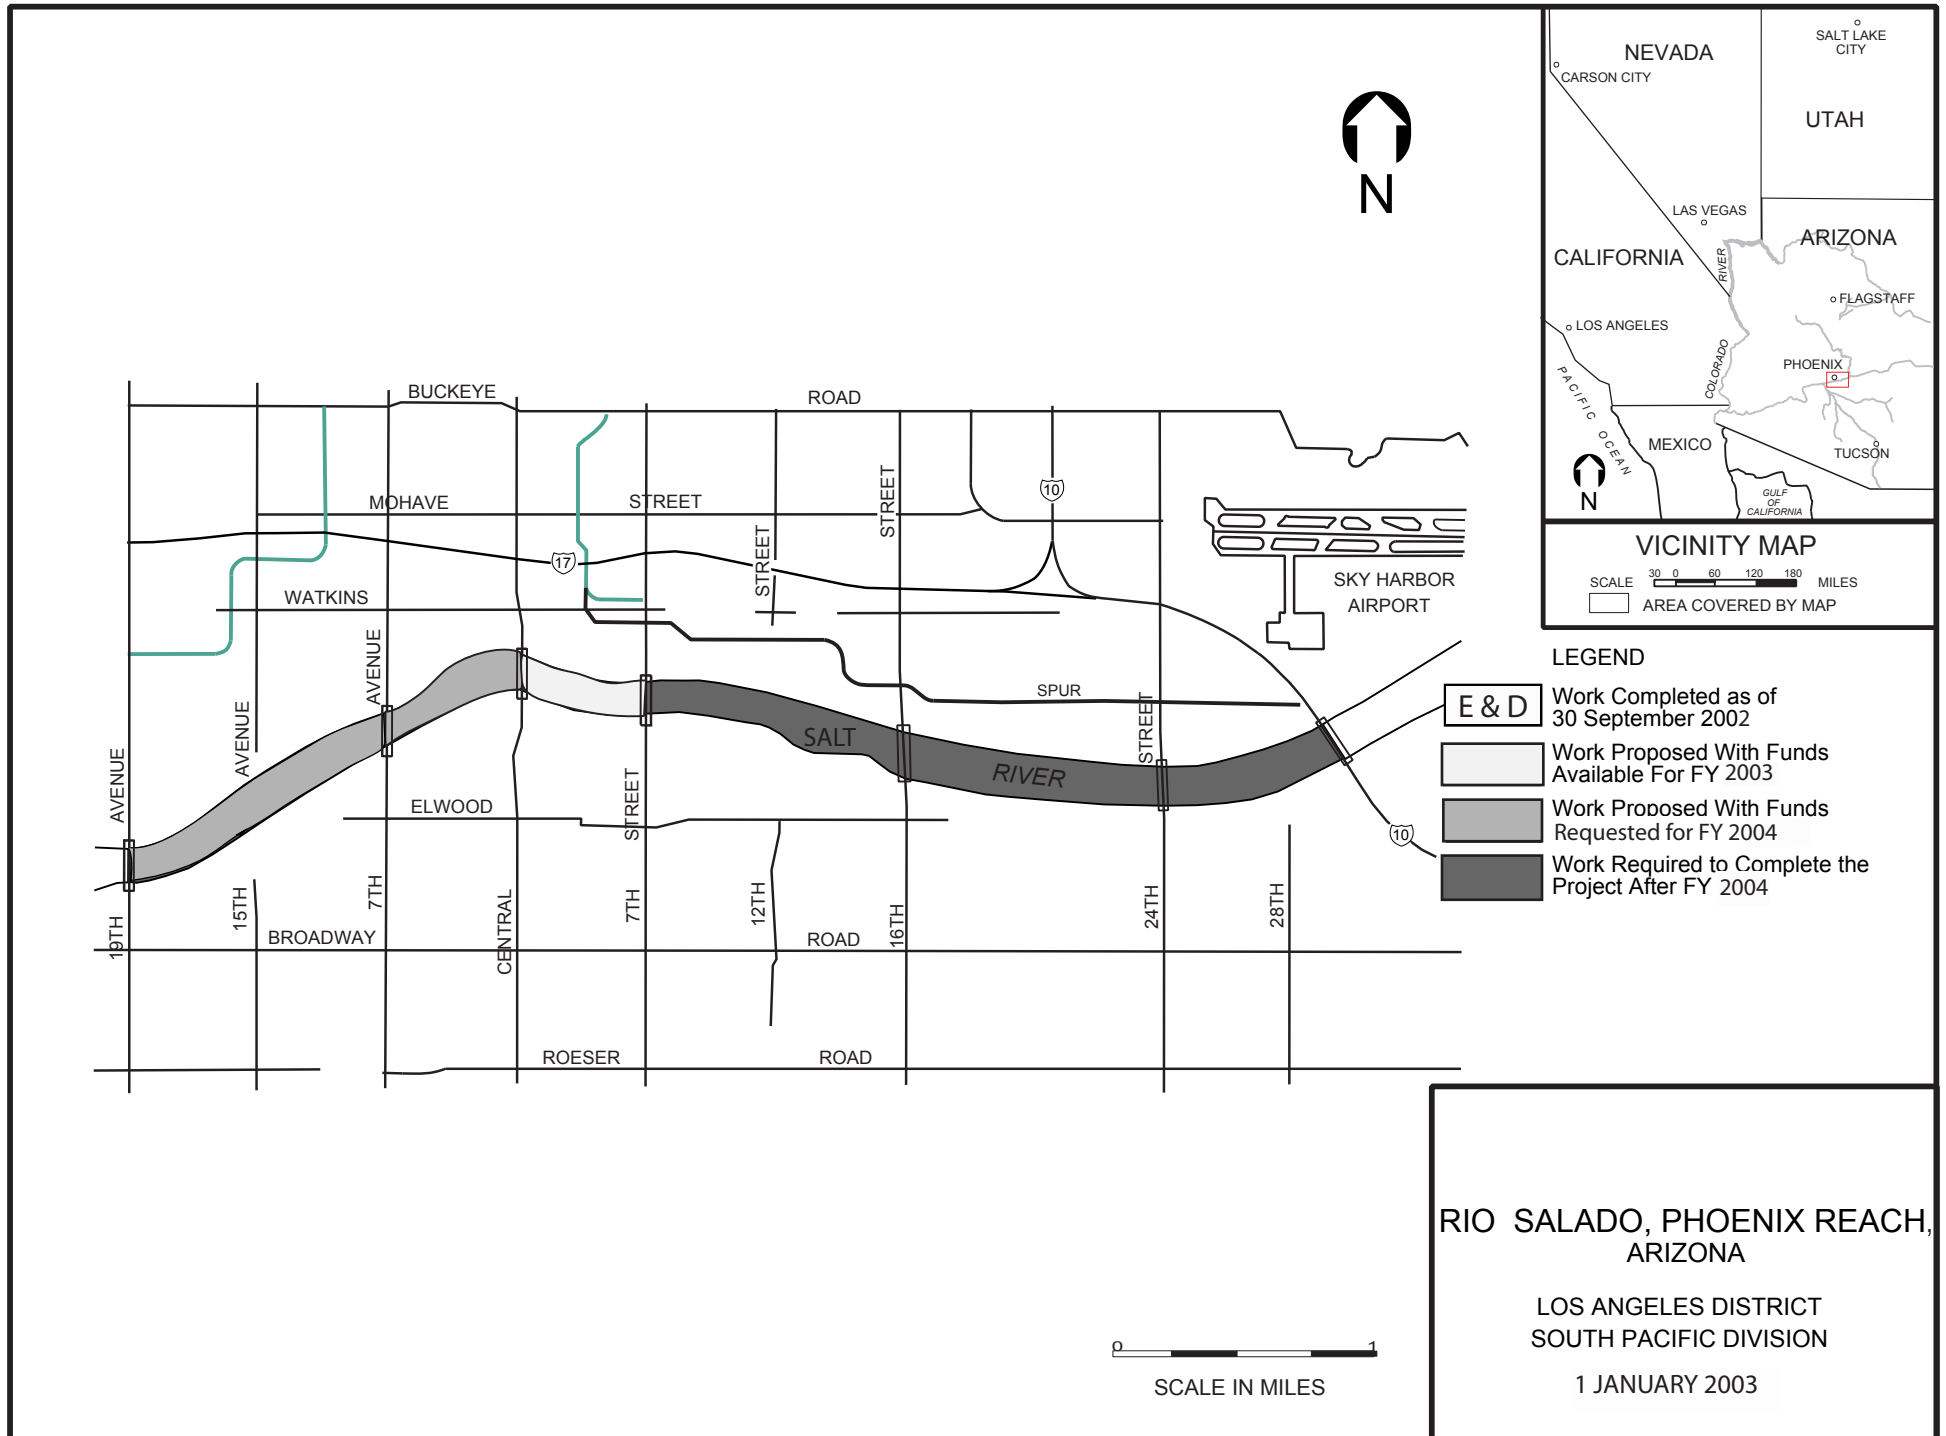 NEVADA
SALT LAKE
CITY
CARSON CITY
UTAH
LAS VEGAS
ARIZONA
CALIFORNIA
RIVER
FLAGSTAFF
LOS ANGELES
COLORADO
PHOENIX
PACIFIC OCEAN
MEXICO
TUCSON
N
GULF
OF
CALIFORNIA
VICINITY MAP
SCALE 30 0 60 120 180 MILES
AREA COVERED BY MAP
N
BUCKEYE ROAD
MOHAVE STREET
STREET
10
STREET
17
WATKINS
SKY HARBOR
AIRPORT
AVENUE
AVENUE
AVENUE
SPUR
STREET
STREET
SALT
RIVER
ELWOOD
10
19TH
15TH
7TH
CENTRAL
7TH
12TH
16TH
24TH
28TH
BROADWAY ROAD
ROESER ROAD
LEGEND
E & D
Work Completed as of
30 September 2002
Work Proposed With Funds
Available For FY 2003
Work Proposed With Funds
Requested for FY 2004
Work Required to Complete the
Project After FY 2004
0 1
SCALE IN MILES
RIO SALADO, PHOENIX REACH,
ARIZONA
LOS ANGELES DISTRICT
SOUTH PACIFIC DIVISION
1 JANUARY 2003